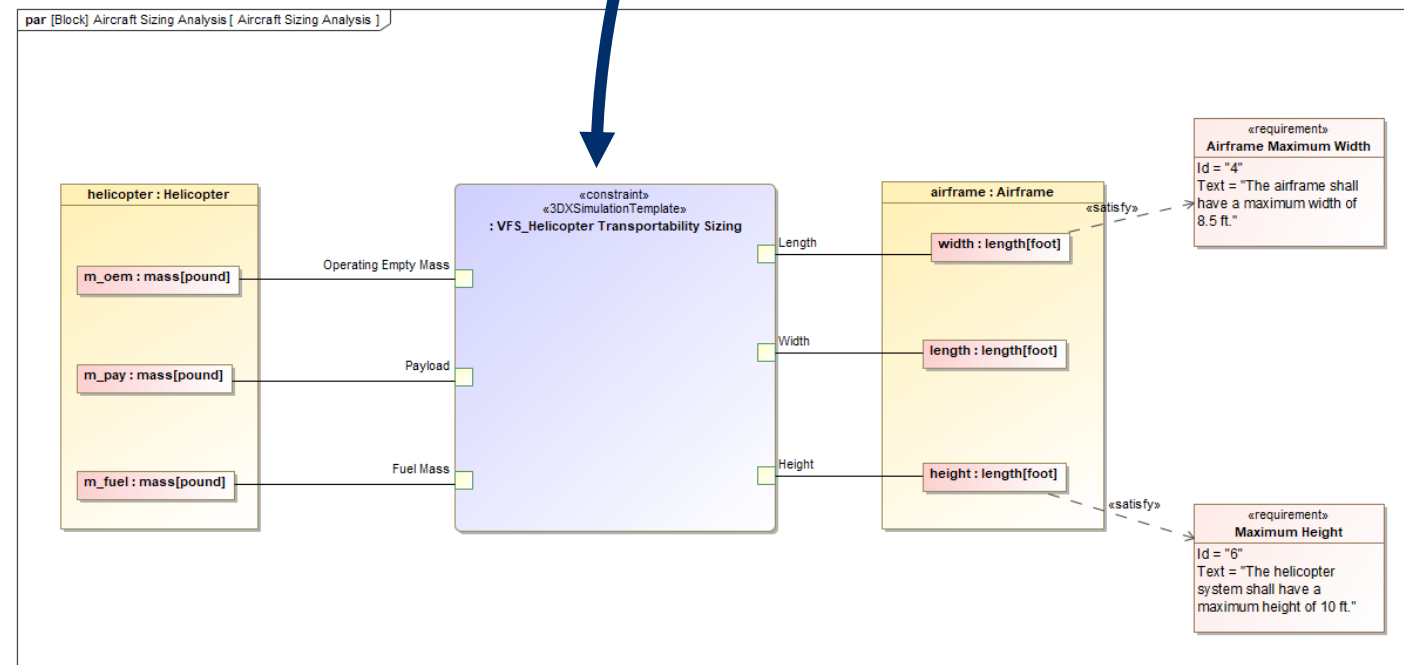 par [Block] Aircraft Sizing Analysis [ Aircraft Sizing Analysis ]
helicopter : Helicopter
m_oem : mass[pound]
m_pay : mass[pound]
m_fuel : mass[pound]
Operating Empty Mass
Payload
Fuel Mass
«constraint»
«3DXSimulationTemplate»
: VFS_Helicopter Transportability Sizing
Length
Width
Height
airframe : Airframe
width : length[foot]
length : length[foot]
height : length[foot]
«satisfy»
«requirement»
Airframe Maximum Width
Id = "4"
Text = "The airframe shall
have a maximum width of
8.5 ft."
«satisfy»
«requirement»
Maximum Height
Id = "6"
Text = "The helicopter
system shall have a
maximum height of 10 ft."